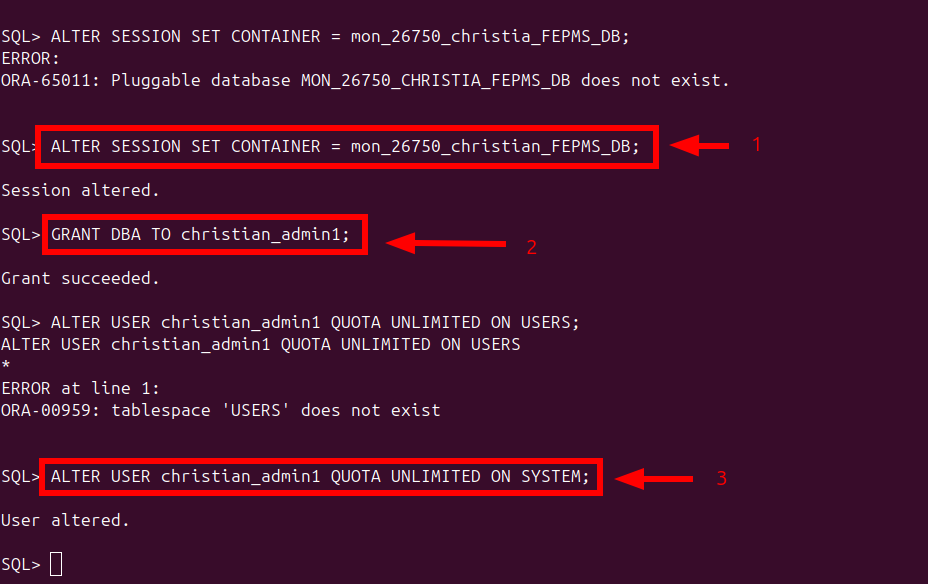 SQL> ALTER SESSION SET CONTAINER = mon_26750_christia_FEPMS_DB;
ERROR:
ORA-65011: Pluggable database MON_26750_CHRISTIA_FEPMS_DB does not exist.
SQL> ALTER SESSION SET CONTAINER = mon_26750_christian_FEPMS_DB; 1
Session altered.
SQL> GRANT DBA TO christian_admin1; 2
Grant succeeded.
SQL> ALTER USER christian_admin1 QUOTA UNLIMITED ON USERS;
ALTER USER christian_admin1 QUOTA UNLIMITED ON USERS
*
ERROR at line 1:
ORA-00959: tablespace 'USERS' does not exist
SQL> ALTER USER christian_admin1 QUOTA UNLIMITED ON SYSTEM; 3
User altered.
SQL>